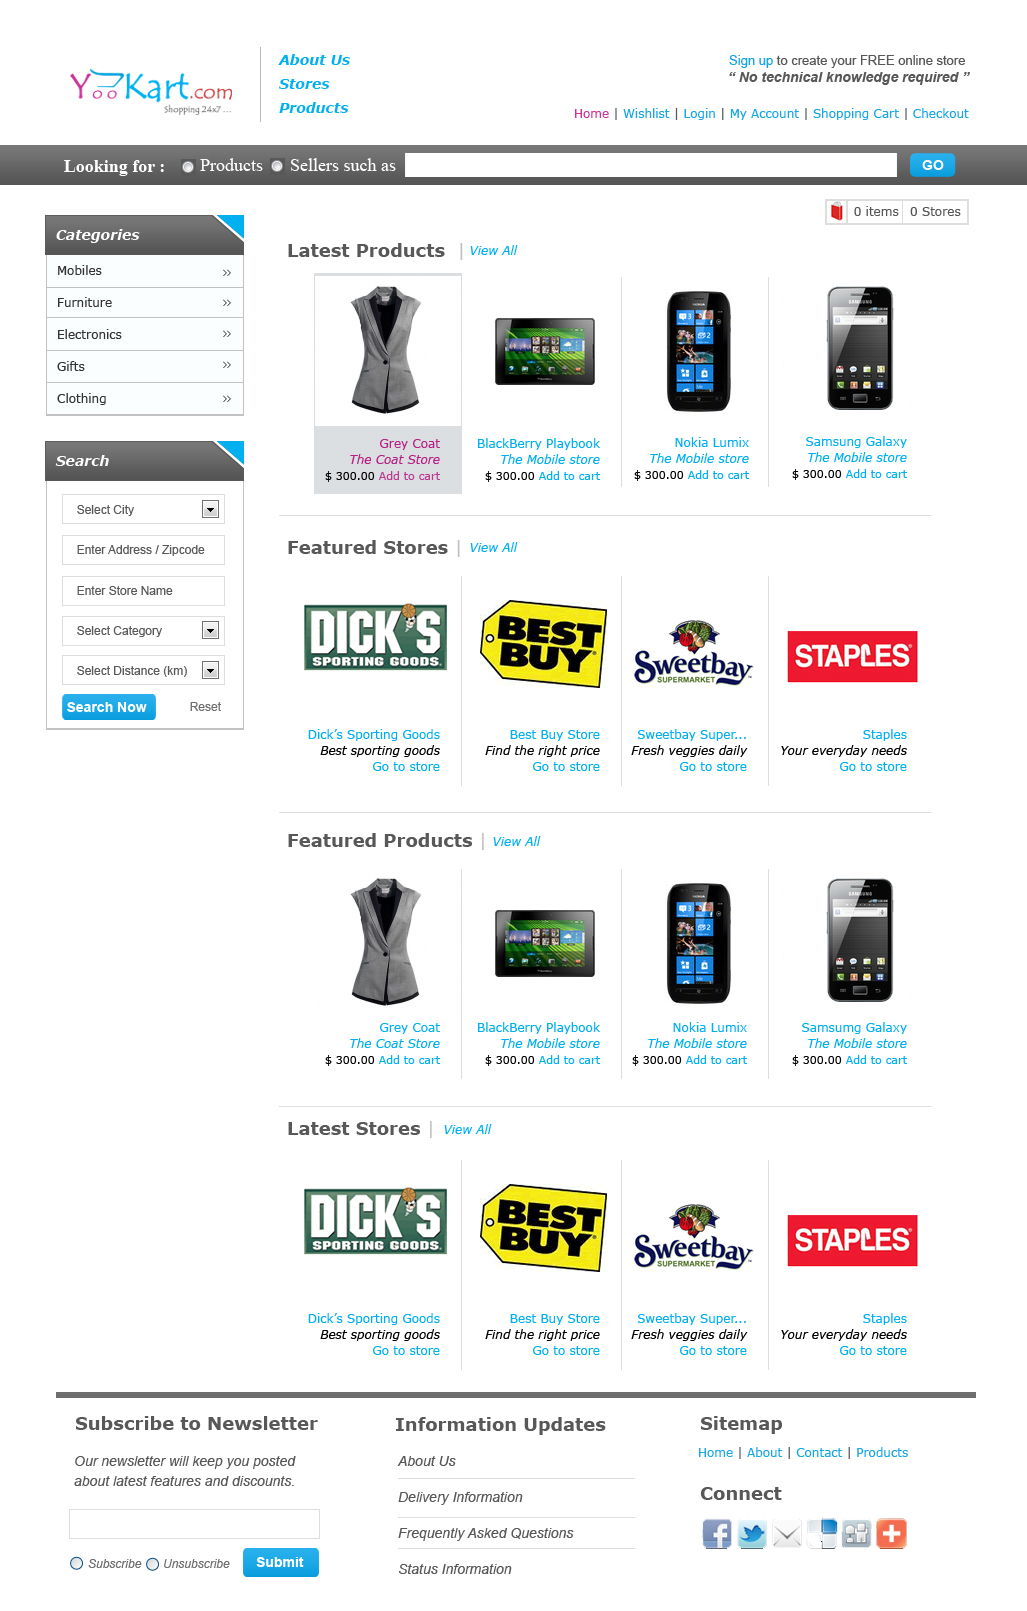 YooKart.com
Shopping 24x7 ...
About Us
Stores
Products
Sign up to create your FREE online store
“ No technical knowledge required ”
Home | Wishlist | Login | My Account | Shopping Cart | Checkout
Looking for : Products Sellers such as GO
0 items 0 Stores
Categories
Mobiles »
Furniture »
Electronics »
Gifts »
Clothing »
Search
Select City
Enter Address / Zipcode
Enter Store Name
Select Category
Select Distance (km)
Search Now Reset
Latest Products | View All
Grey Coat
The Coat Store
$ 300.00 Add to cart
BlackBerry Playbook
The Mobile store
$ 300.00 Add to cart
NOKIA
Nokia Lumix
The Mobile store
$ 300.00 Add to cart
SAMSUNG
Samsung Galaxy
The Mobile store
$ 300.00 Add to cart
Featured Stores | View All
DICK'S
SPORTING GOODS.
Dick’s Sporting Goods
Best sporting goods
Go to store
BEST
BUY
Best Buy Store
Find the right price
Go to store
Sweetbay
SUPERMARKET
Sweetbay Super...
Fresh veggies daily
Go to store
STAPLES
Staples
Your everyday needs
Go to store
Featured Products | View All
Grey Coat
The Coat Store
$ 300.00 Add to cart
BlackBerry Playbook
The Mobile store
$ 300.00 Add to cart
NOKIA
Nokia Lumix
The Mobile store
$ 300.00 Add to cart
SAMSUNG
Samsumg Galaxy
The Mobile store
$ 300.00 Add to cart
Latest Stores | View All
DICK'S
SPORTING GOODS.
Dick’s Sporting Goods
Best sporting goods
Go to store
BEST
BUY
Best Buy Store
Find the right price
Go to store
Sweetbay
SUPERMARKET
Sweetbay Super...
Fresh veggies daily
Go to store
STAPLES
Staples
Your everyday needs
Go to store
Subscribe to Newsletter
Our newsletter will keep you posted
about latest features and discounts.
Subscribe Unsubscribe Submit
Information Updates
About Us
Delivery Information
Frequently Asked Questions
Status Information
Sitemap
Home | About | Contact | Products
Connect